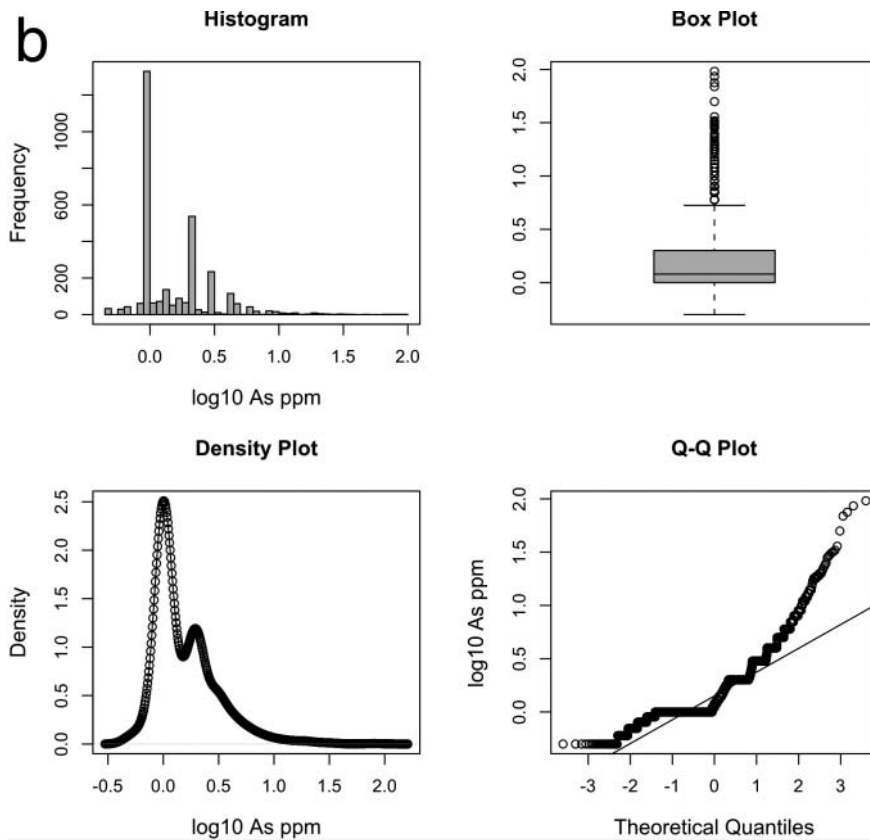 b
Histogram
Frequency
0
200
600
1000
0.0 0.5 1.0 1.5 2.0
log10 As ppm
Box Plot
2.0
1.5
1.0
0.5
0.0
Density Plot
Density
2.5
2.0
1.5
1.0
0.5
0.0
-0.5 0.0 0.5 1.0 1.5 2.0
log10 As ppm
Q-Q Plot
log10 As ppm
2.0
1.5
1.0
0.5
0.0
-3 -2 -1 0 1 2 3
Theoretical Quantiles